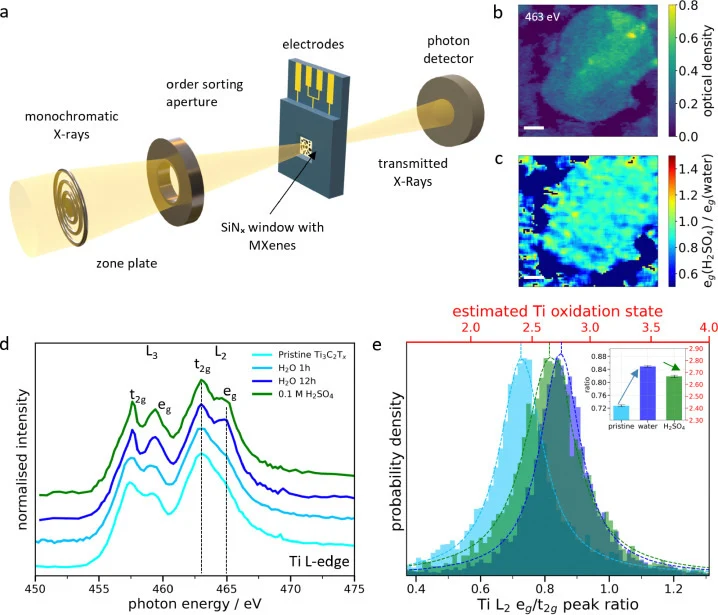 a
monochromatic
X-rays
order sorting
aperture
electrodes
photon
detector
zone plate
SiNₓ window with
MXenes
transmitted
X-Rays
b
463 eV
0.8
0.6
0.4
0.2
0.0
optical density
c
1.4
1.2
1.0
0.8
0.6
e_g(H₂SO₄) / e_g(water)
d
L₃
L₂
t₂g
e_g
t₂g
e_g
Pristine Ti₃C₂Tₓ
H₂O 1h
H₂O 12h
0.1 M H₂SO₄
Ti L-edge
normalised intensity
450 455 460 465 470 475
photon energy / eV
e
estimated Ti oxidation state
2.0 2.5 3.0 3.5 4.0
probability density
0.88
0.84
0.80
0.76
0.72
ratio
2.90
2.80
2.70
2.60
2.50
2.40
2.30
pristine water H₂SO₄
0.4 0.6 0.8 1.0 1.2
Ti L₂ e_g/t₂g peak ratio